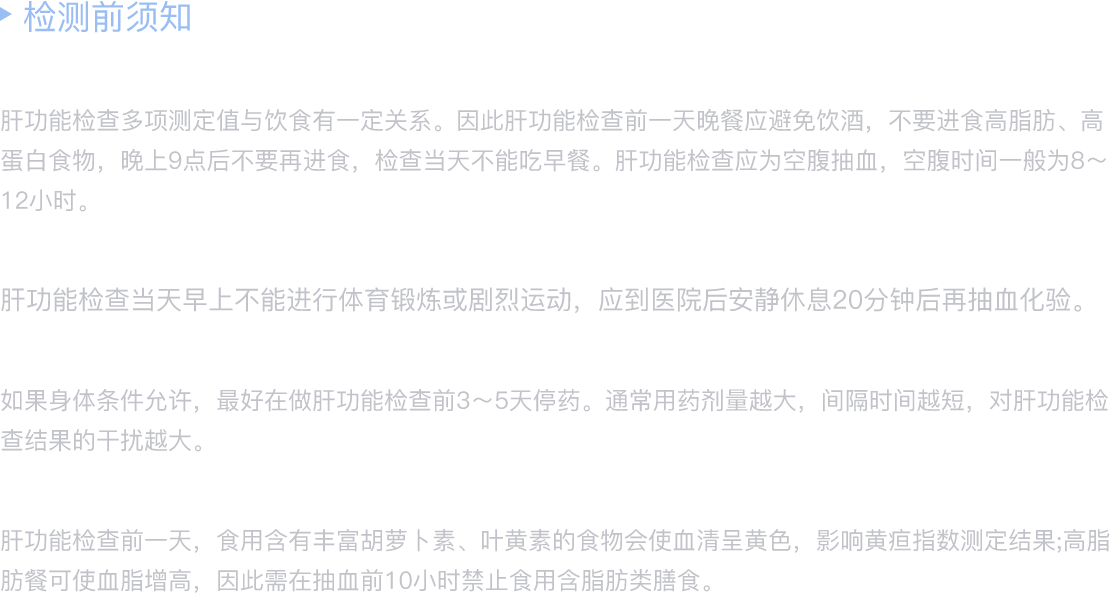 检测前须知
肝功能检查多项测定值与饮食有一定关系。因此肝功能检查前一天晚餐应避免饮酒，不要进食高脂肪、高
蛋白食物，晚上9点后不要再进食，检查当天不能吃早餐。肝功能检查应为空腹抽血，空腹时间一般为8～
12小时。
肝功能检查当天早上不能进行体育锻炼或剧烈运动，应到医院后安静休息20分钟后再抽血化验。
如果身体条件允许，最好在做肝功能检查前3～5天停药。通常用药剂量越大，间隔时间越短，对肝功能检
查结果的干扰越大。
肝功能检查前一天，食用含有丰富胡萝卜素、叶黄素的食物会使血清呈黄色，影响黄疸指数测定结果;高脂
肪餐可使血脂增高，因此需在抽血前10小时禁止食用含脂肪类膳食。